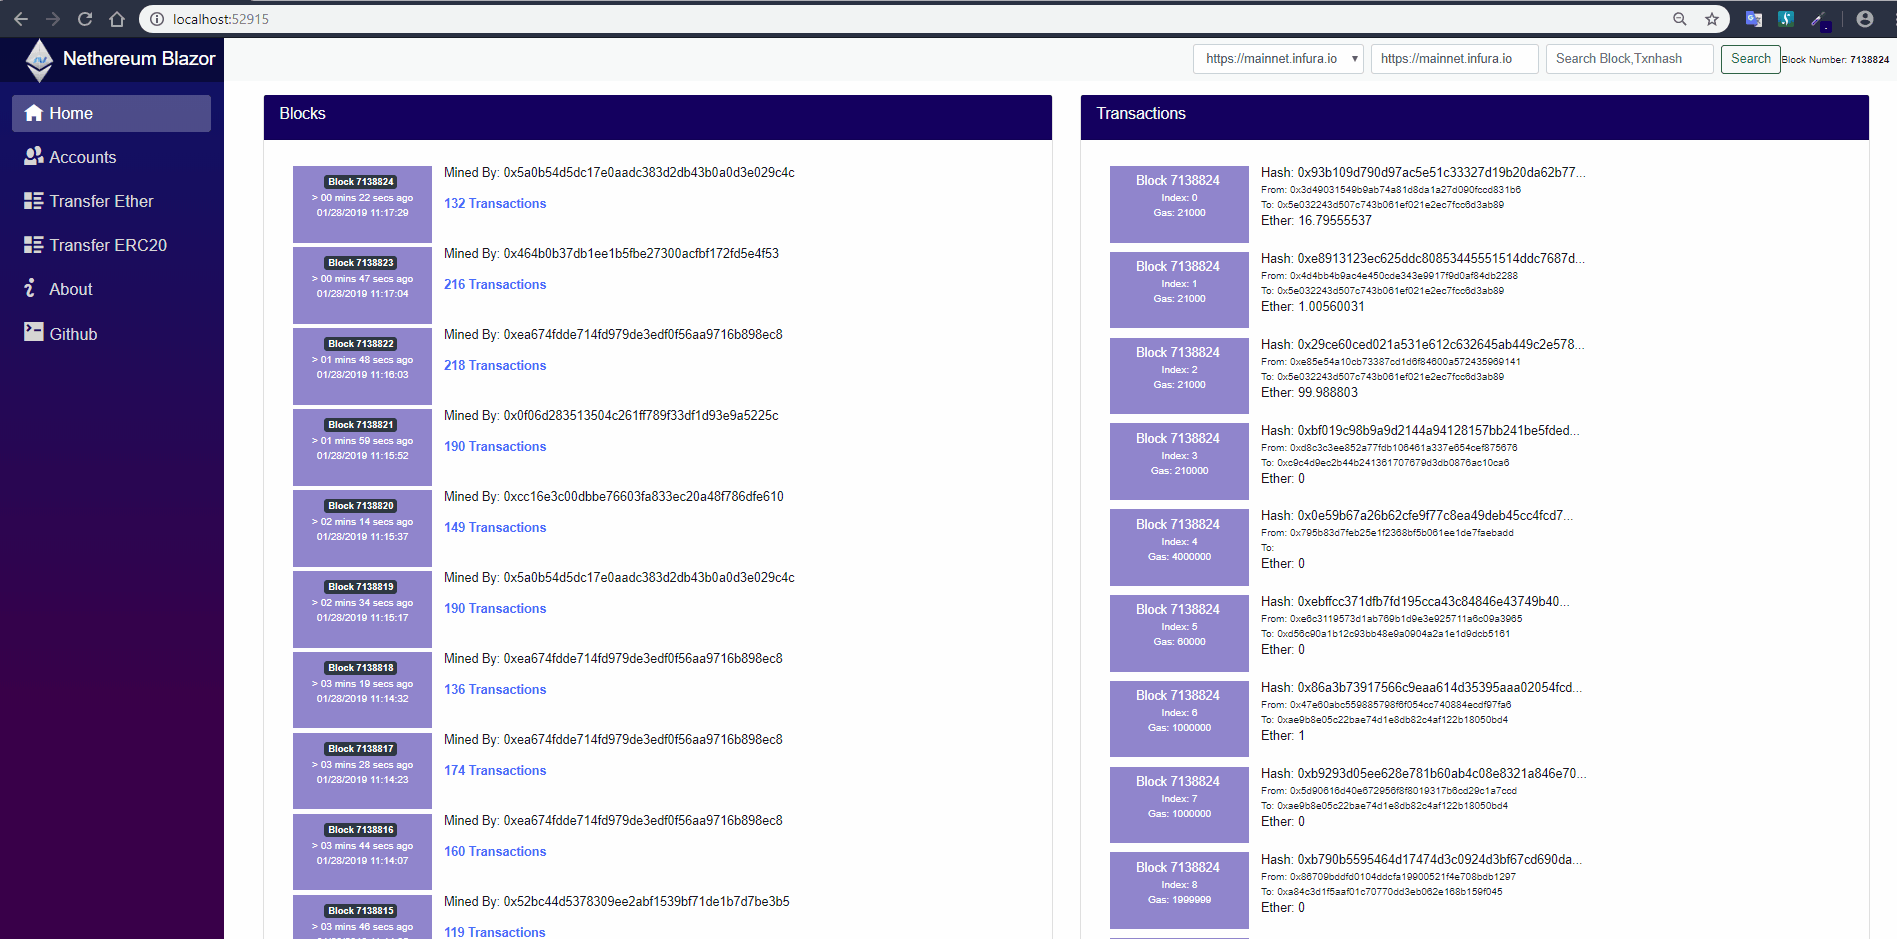 localhost:52915
Nethereum Blazor
https://mainnet.infura.io
https://mainnet.infura.io
Search Block,Txnhash
Search
Block Number: 7138824
Home
Accounts
Transfer Ether
Transfer ERC20
About
Github
Blocks
Block 7138824
> 00 mins 22 secs ago
01/28/2019 11:17:29
Mined By: 0x5a0b54d5dc17e0aadc383d2db43b0a0d3e029c4c
132 Transactions
Block 7138823
> 00 mins 47 secs ago
01/28/2019 11:17:04
Mined By: 0x464b0b37db1ee1b5fbe27300acfbf172fd5e4f53
216 Transactions
Block 7138822
> 01 mins 48 secs ago
01/28/2019 11:16:03
Mined By: 0xea674fdde714fd979de3edf0f56aa9716b898ec8
218 Transactions
Block 7138821
> 01 mins 59 secs ago
01/28/2019 11:15:52
Mined By: 0x0f06d283513504c261ff789f33df1d93e9a5225c
190 Transactions
Block 7138820
> 02 mins 14 secs ago
01/28/2019 11:15:37
Mined By: 0xcc16e3c00dbbe76603fa833ec20a48f786dfe610
149 Transactions
Block 7138819
> 02 mins 34 secs ago
01/28/2019 11:15:17
Mined By: 0x5a0b54d5dc17e0aadc383d2db43b0a0d3e029c4c
190 Transactions
Block 7138818
> 03 mins 19 secs ago
01/28/2019 11:14:32
Mined By: 0xea674fdde714fd979de3edf0f56aa9716b898ec8
136 Transactions
Block 7138817
> 03 mins 28 secs ago
01/28/2019 11:14:23
Mined By: 0xea674fdde714fd979de3edf0f56aa9716b898ec8
174 Transactions
Block 7138816
> 03 mins 44 secs ago
01/28/2019 11:14:07
Mined By: 0xea674fdde714fd979de3edf0f56aa9716b898ec8
160 Transactions
Block 7138815
> 03 mins 46 secs ago
Mined By: 0x52bc44d5378309ee2abf1539bf71de1b7d7be3b5
119 Transactions
Transactions
Block 7138824
Index: 0
Gas: 21000
Hash: 0x93b109d790d97ac5e51c33327d19b20da62b77...
From: 0x3d49031549b9ab74a81d8da1a27d090fccd831b6
To: 0x5e032243d507c743b061ef021e2ec7fcc6d3ab89
Ether: 16.79555537
Block 7138824
Index: 1
Gas: 21000
Hash: 0xe8913123ec625ddc80853445551514ddc7687d...
From: 0x4d4bb4b9ac4e450cde343e9917f9d0af84db2288
To: 0x5e032243d507c743b061ef021e2ec7fcc6d3ab89
Ether: 1.00560031
Block 7138824
Index: 2
Gas: 21000
Hash: 0x29ce60ced021a531e612c632645ab449c2e578...
From: 0xe85e54a10cb73387cd1d6f84600a572435969141
To: 0x5e032243d507c743b061ef021e2ec7fcc6d3ab89
Ether: 99.988803
Block 7138824
Index: 3
Gas: 210000
Hash: 0xbf019c98b9a9d2144a94128157bb241be5fded...
From: 0xd8c3c3ee852a77fdb106461a337e654cef875676
To: 0xc9c4d9ec2b44b241361707679d3db0876ac10ca6
Ether: 0
Block 7138824
Index: 4
Gas: 4000000
Hash: 0x0e59b67a26b62cfe9f77c8ea49deb45cc4fcd7...
From: 0x795b83d7feb25e1f2368bf5b061ee1de7faebadd
To:
Ether: 0
Block 7138824
Index: 5
Gas: 60000
Hash: 0xebffcc371dfb7fd195cca43c84846e43749b40...
From: 0xe6c3119573d1ab769b1d9e3e925711a6c09a3965
To: 0xd56c90a1b12c93bb48e9a0904a2a1e1d9dcb5161
Ether: 0
Block 7138824
Index: 6
Gas: 1000000
Hash: 0x86a3b73917566c9eaa614d35395aaa02054fcd...
From: 0x47e60abc559885798f6f054cc740884ecdf97fa6
To: 0xae9b8e05c22bae74d1e8db82c4af122b18050bd4
Ether: 1
Block 7138824
Index: 7
Gas: 1000000
Hash: 0xb9293d05ee628e781b60ab4c08e8321a846e70...
From: 0x5d90616d40e672956f8f8019317b6cd29c1a7ccd
To: 0xae9b8e05c22bae74d1e8db82c4af122b18050bd4
Ether: 0
Block 7138824
Index: 8
Gas: 1999999
Hash: 0xb790b5595464d17474d3c0924d3bf67cd690da...
From: 0x86709bddfd0104ddcfa19900521f4e708bdb1297
To: 0xa84c3d1f5aaf01c70770dd3eb062e168b159f045
Ether: 0